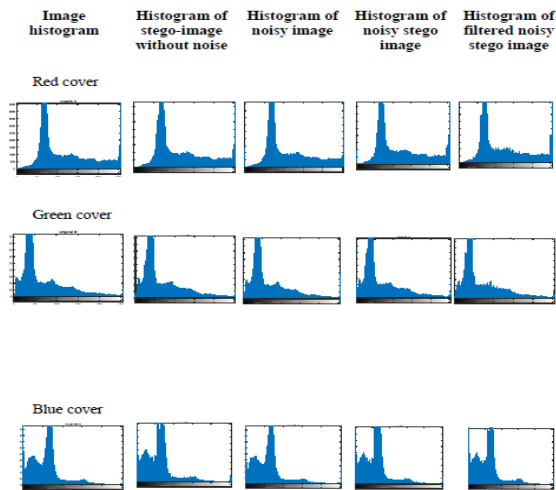 Image
histogram
Histogram of
stego-image
without noise
Histogram of
noisy image
Histogram of
noisy stego
image
Histogram of
filtered noisy
stego image
Red cover
Green cover
Blue cover